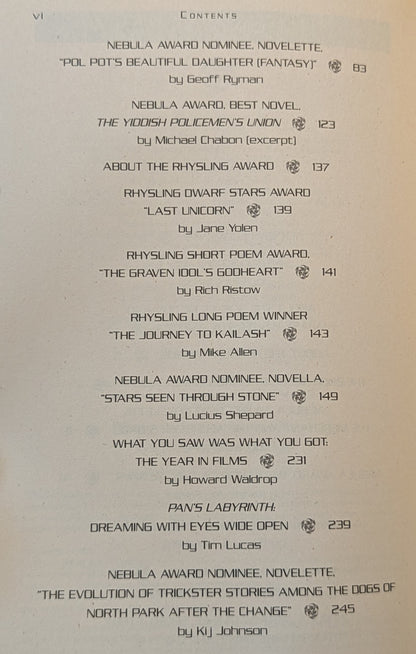 vi CONTENTS
NEBULA AWARD NOMINEE, NOVELETTE,
"POL POT'S BEAUTIFUL DAUGHTER (FANTASY)" 83
by Geoff Ryman
NEBULA AWARD, BEST NOVEL,
THE YIDDISH POLICEMEN'S UNION 123
by Michael Chabon (excerpt)
ABOUT THE RHYSLING AWARD 137
RHYSLING DWARF STARS AWARD
"LAST UNICORN" 139
by Jane Yolen
RHYSLING SHORT POEM AWARD,
"THE GRAVEN IDOL'S GODHEART" 141
by Rich Ristow
RHYSLING LONG POEM WINNER
"THE JOURNEY TO KAILASH" 143
by Mike Allen
NEBULA AWARD NOMINEE, NOVELLA,
"STARS SEEN THROUGH STONE" 149
by Lucius Shepard
WHAT YOU SAW WAS WHAT YOU GOT:
THE YEAR IN FILMS 231
by Howard Waldrop
PAN'S LABYRINTH:
DREAMING WITH EYES WIDE OPEN 239
by Tim Lucas
NEBULA AWARD NOMINEE, NOVELETTE,
"THE EVOLUTION OF TRICKSTER STORIES AMONG THE DOGS OF
NORTH PARK AFTER THE CHANGE" 245
by Kij Johnson